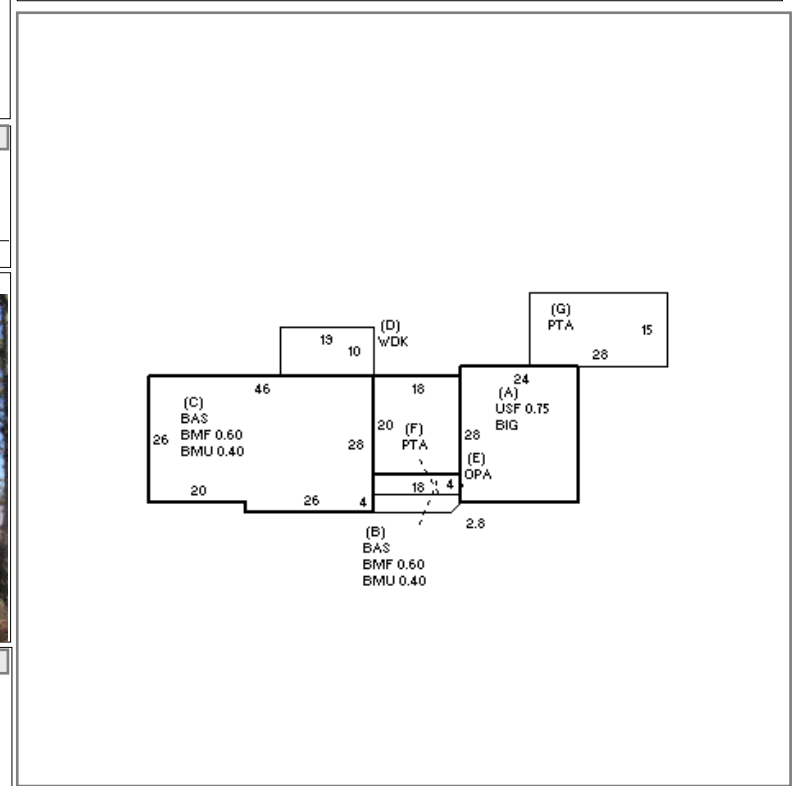 (G)
PTA
15
28
(D)
WDK
19
10
46
18
24
(A)
USF 0.75
BIG
(C)
BAS
BMF 0.60
BMU 0.40
26
28
20
(F)
PTA
28
(E)
OPA
18
4
20
26
4
2.8
(B)
BAS
BMF 0.60
BMU 0.40